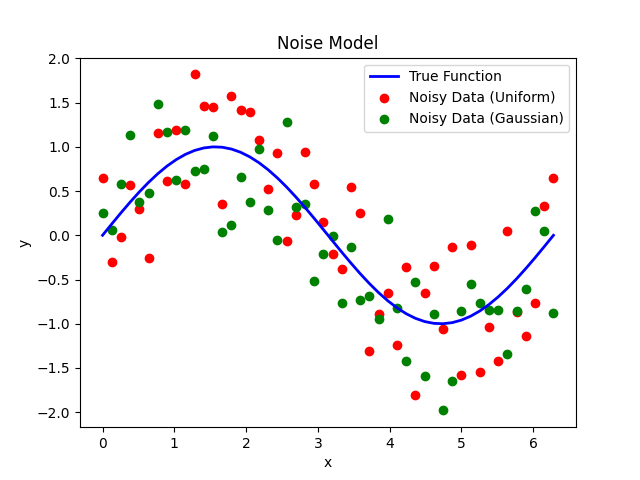 Noise Model
True Function
Noisy Data (Uniform)
Noisy Data (Gaussian)
2.0
1.5
1.0
0.5
0.0
−0.5
−1.0
−1.5
−2.0
y
0 1 2 3 4 5 6
x